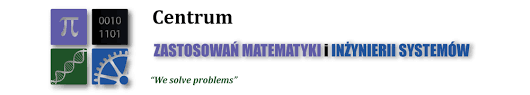 π
0010
1101
Centrum
ZASTOSOWAŃ MATEMATYKI i INŻYNIERII SYSTEMÓW
"We solve problems"